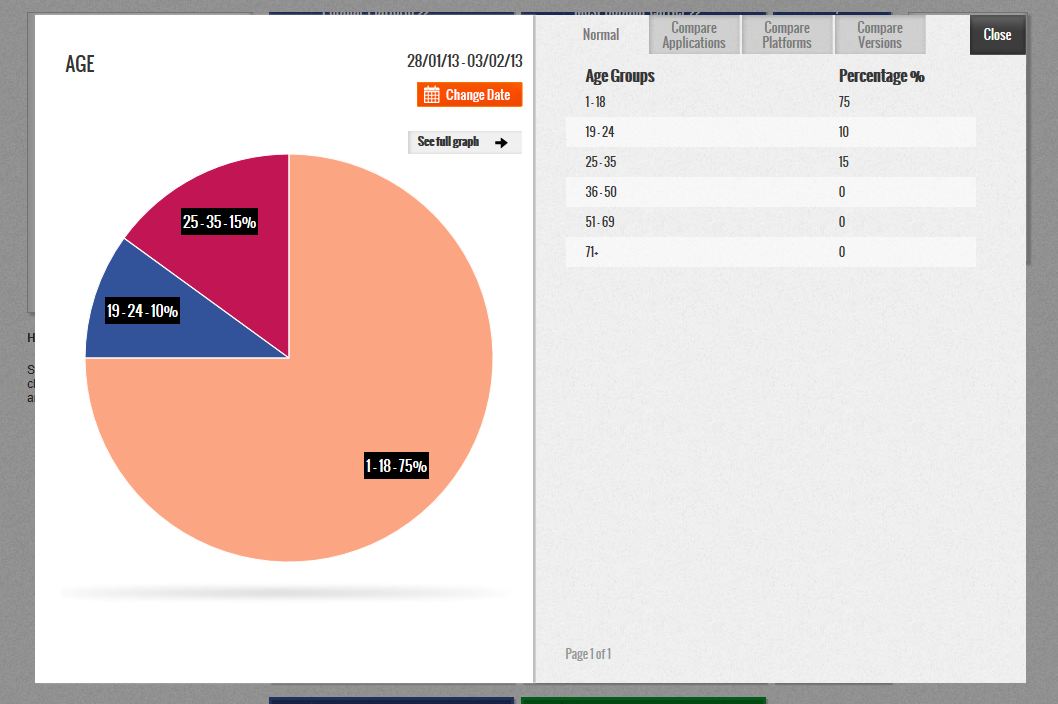 AGE
28/01/13 - 03/02/13
Change Date
See full graph
25 - 35 - 15%
19 - 24 - 10%
1 - 18 - 75%
Normal
Compare
Applications
Compare
Platforms
Compare
Versions
Close
Age Groups Percentage %
1 - 18 75
19 - 24 10
25 - 35 15
36 - 50 0
51 - 69 0
71+ 0
Page 1 of 1